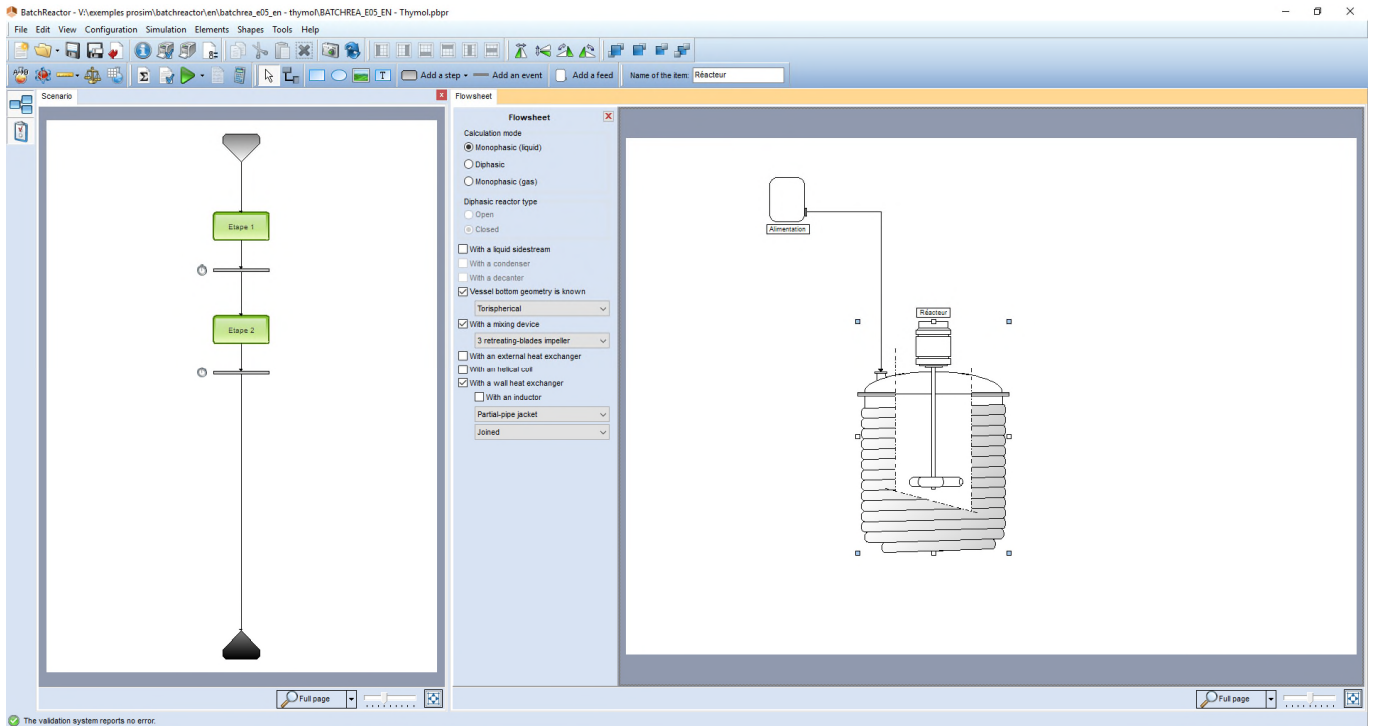 BatchReactor - V:\exemples prosim\batchreactor\en\batchrea_e05_en - thymol\BATCHREA_E05_EN - Thymol.pbpr
File Edit View Configuration Simulation Elements Shapes Tools Help
Add a step Add an event Add a feed Name of the item: Réacteur
Scenario
Etape 1
Etape 2
Full page
Flowsheet
Flowsheet
Calculation mode
Monophasic (liquid)
Diphasic
Monophasic (gas)
Diphasic reactor type
Open
Closed
With a liquid sidestream
With a condenser
With a decanter
Vessel bottom geometry is known
Torispherical
With a mixing device
3 retreating-blades impeller
With an external heat exchanger
With an helical coil
With a wall heat exchanger
With an inductor
Partial-pipe jacket
Joined
Alimentation
Réacteur
Full page
The validation system reports no error.